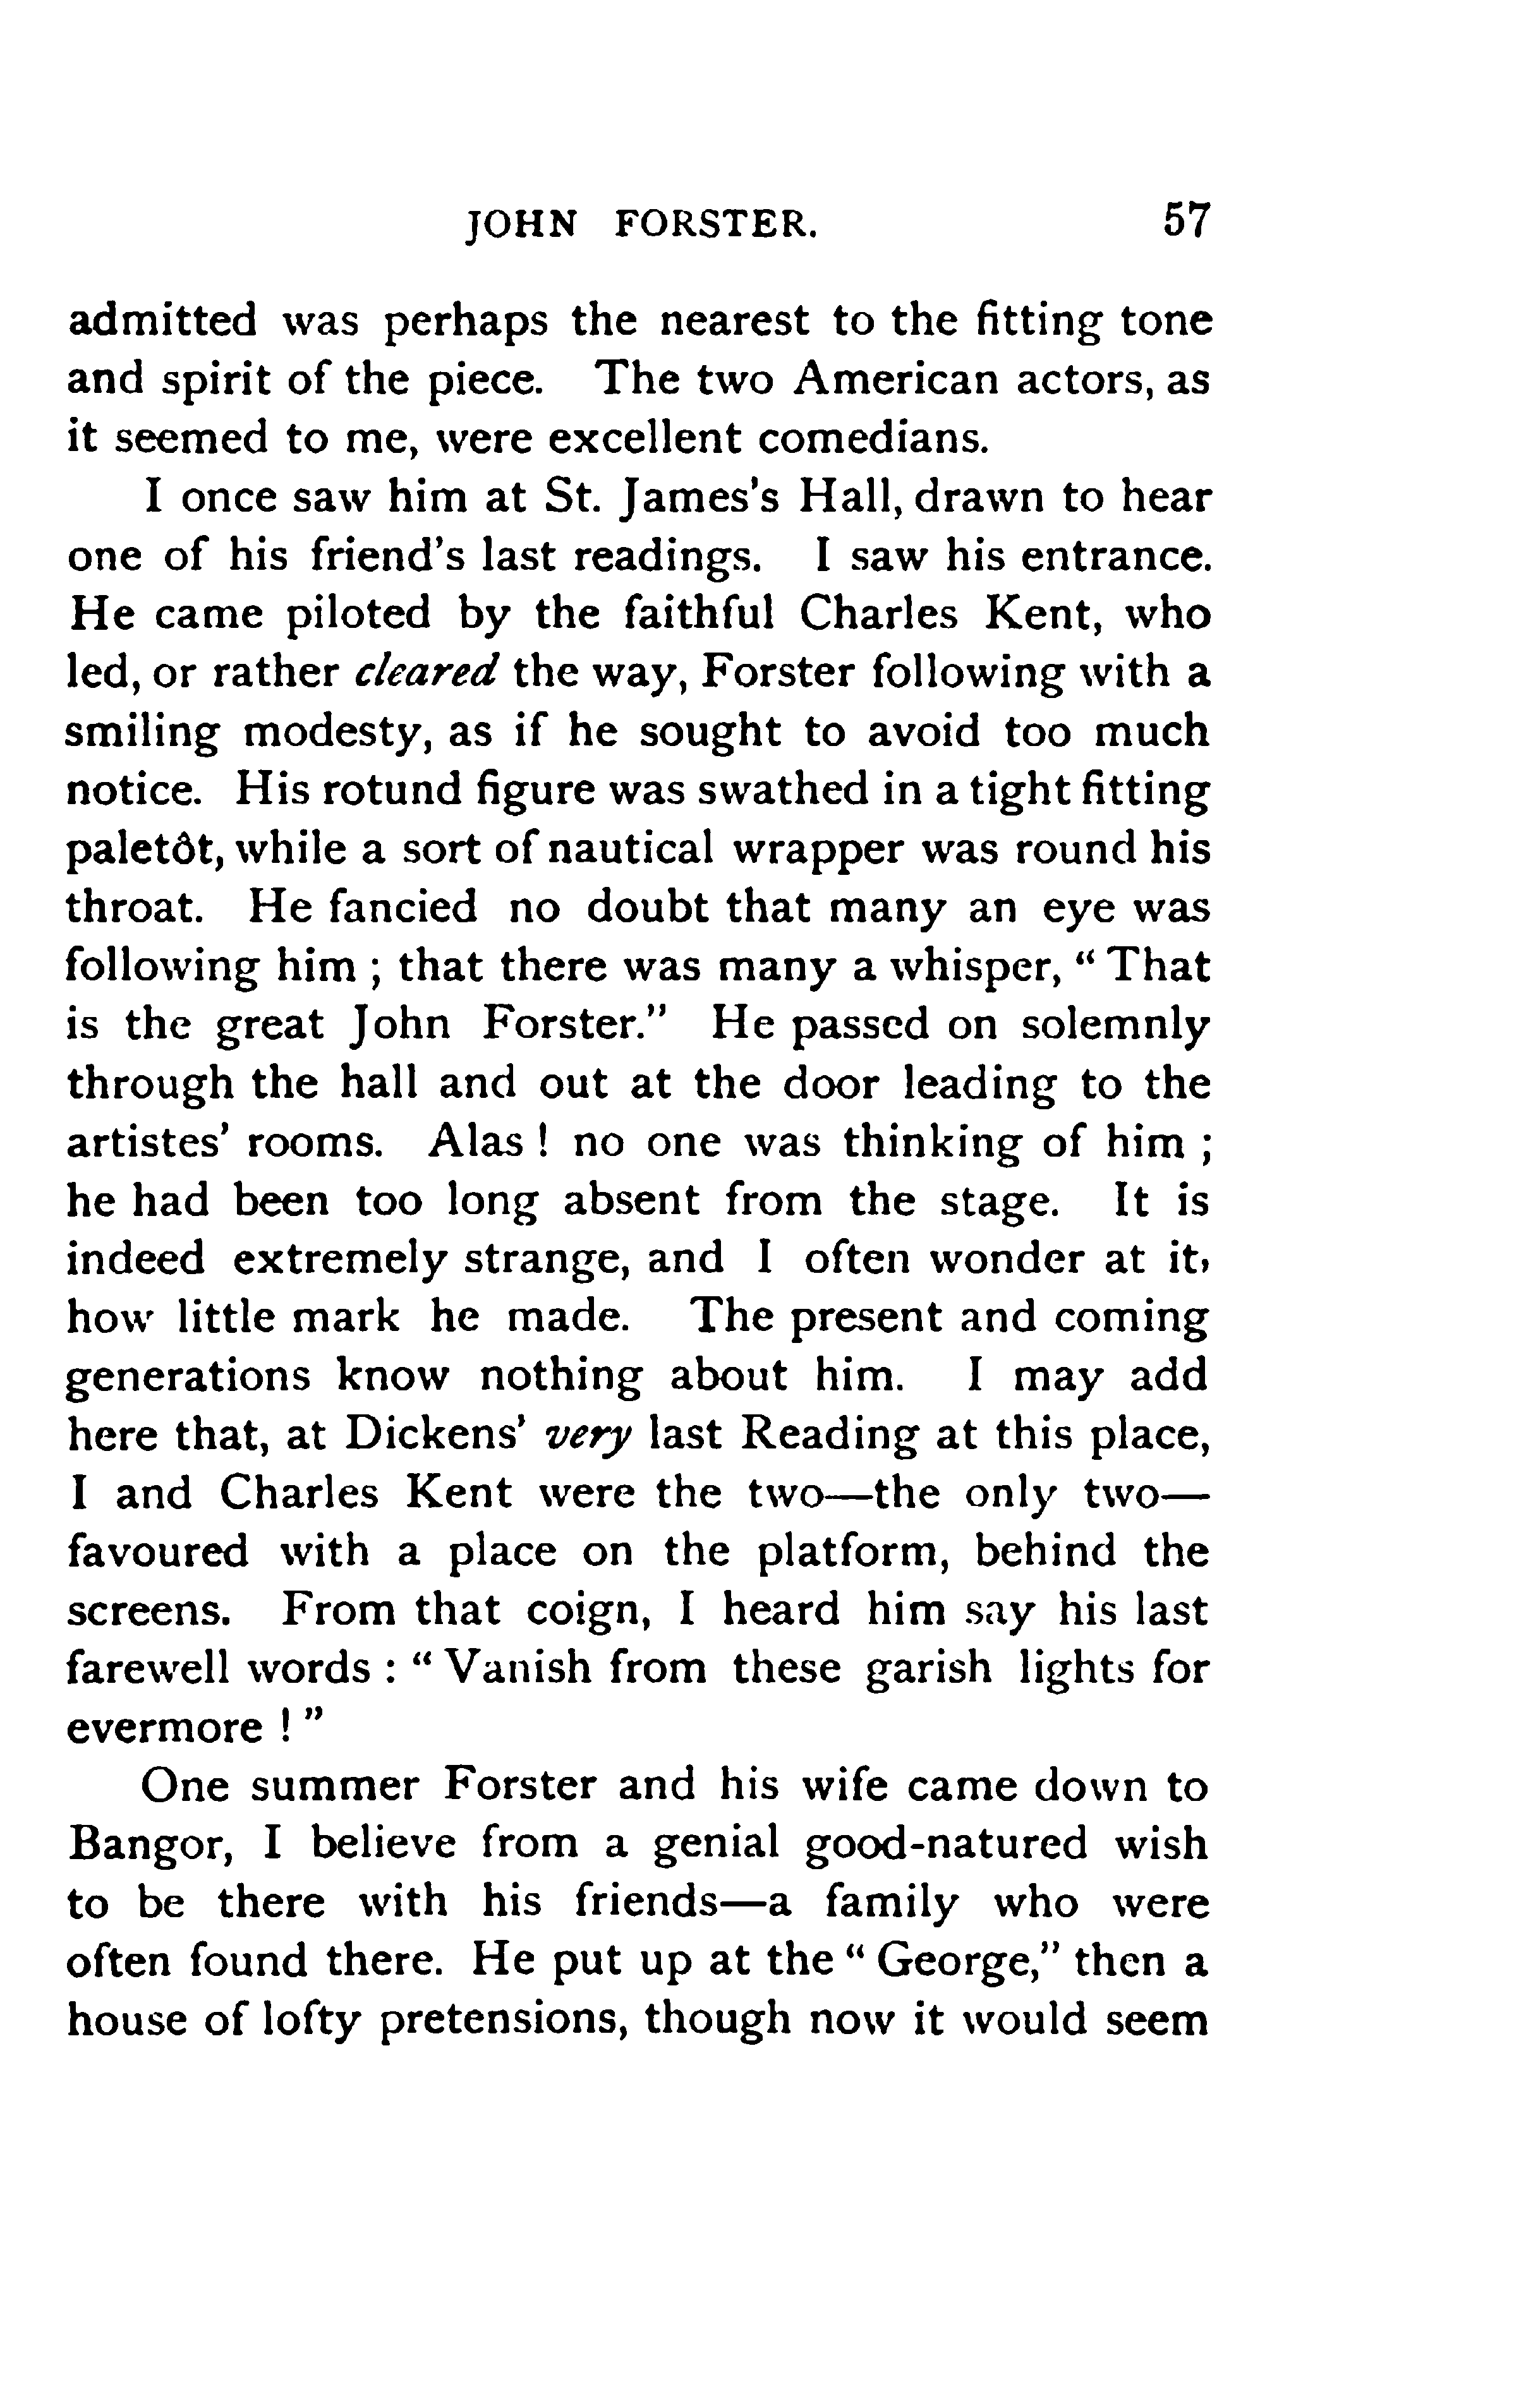 JOHN FORSTER. 57
admitted was perhaps the nearest to the fitting tone
and spirit of the piece. The two American actors, as
it seemed to me, were excellent comedians.
I once saw him at St. James's Hall, drawn to hear
one of his friend's last readings. I saw his entrance.
He came piloted by the faithful Charles Kent, who
led, or rather cleared the way, Forster following with a
smiling modesty, as if he sought to avoid too much
notice. His rotund figure was swathed in a tight fitting
paletôt, while a sort of nautical wrapper was round his
throat. He fancied no doubt that many an eye was
following him ; that there was many a whisper, " That
is the great John Forster." He passed on solemnly
through the hall and out at the door leading to the
artistes' rooms. Alas ! no one was thinking of him ;
he had been too long absent from the stage. It is
indeed extremely strange, and I often wonder at it,
how little mark he made. The present and coming
generations know nothing about him. I may add
here that, at Dickens' very last Reading at this place,
I and Charles Kent were the two—the only two—
favoured with a place on the platform, behind the
screens. From that coign, I heard him say his last
farewell words : " Vanish from these garish lights for
evermore ! "
One summer Forster and his wife came down to
Bangor, I believe from a genial good-natured wish
to be there with his friends—a family who were
often found there. He put up at the " George," then a
house of lofty pretensions, though now it would seem